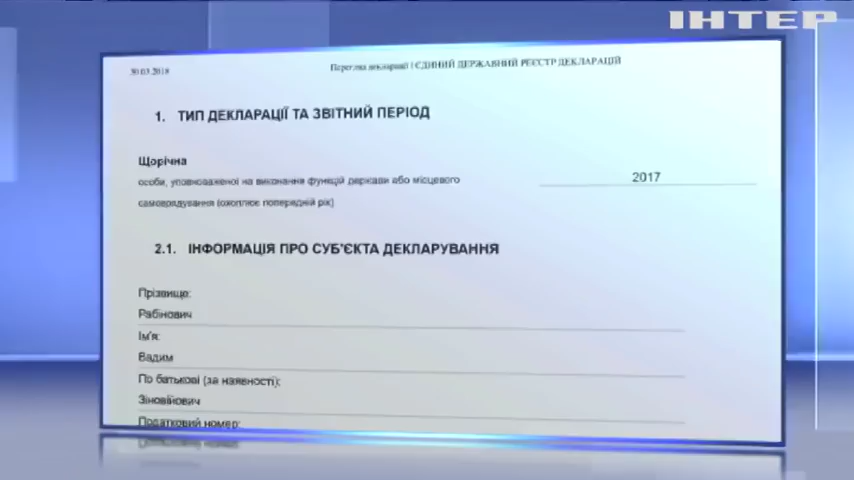 ІНТЕР
30.03.2018
Перегляд декларації | ЄДИНИЙ ДЕРЖАВНИЙ РЕЄСТР ДЕКЛАРАЦІЙ
1. ТИП ДЕКЛАРАЦІЇ ТА ЗВІТНИЙ ПЕРІОД
Щорічна
особи, уповноваженої на виконання функцій держави або місцевого
2017
самоврядування (охоплює попередній рік)
2.1. ІНФОРМАЦІЯ ПРО СУБ'ЄКТА ДЕКЛАРУВАННЯ
Прізвище:
Рабінович
Ім'я:
Вадим
По батькові (за наявності):
Зіновійович
Податковий номер: